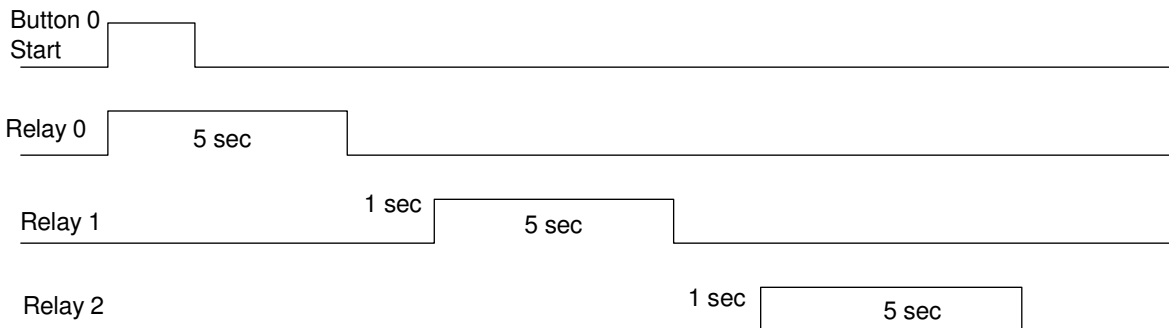 Button 0
Start
Relay 0
5 sec
Relay 1
1 sec
5 sec
Relay 2
1 sec
5 sec